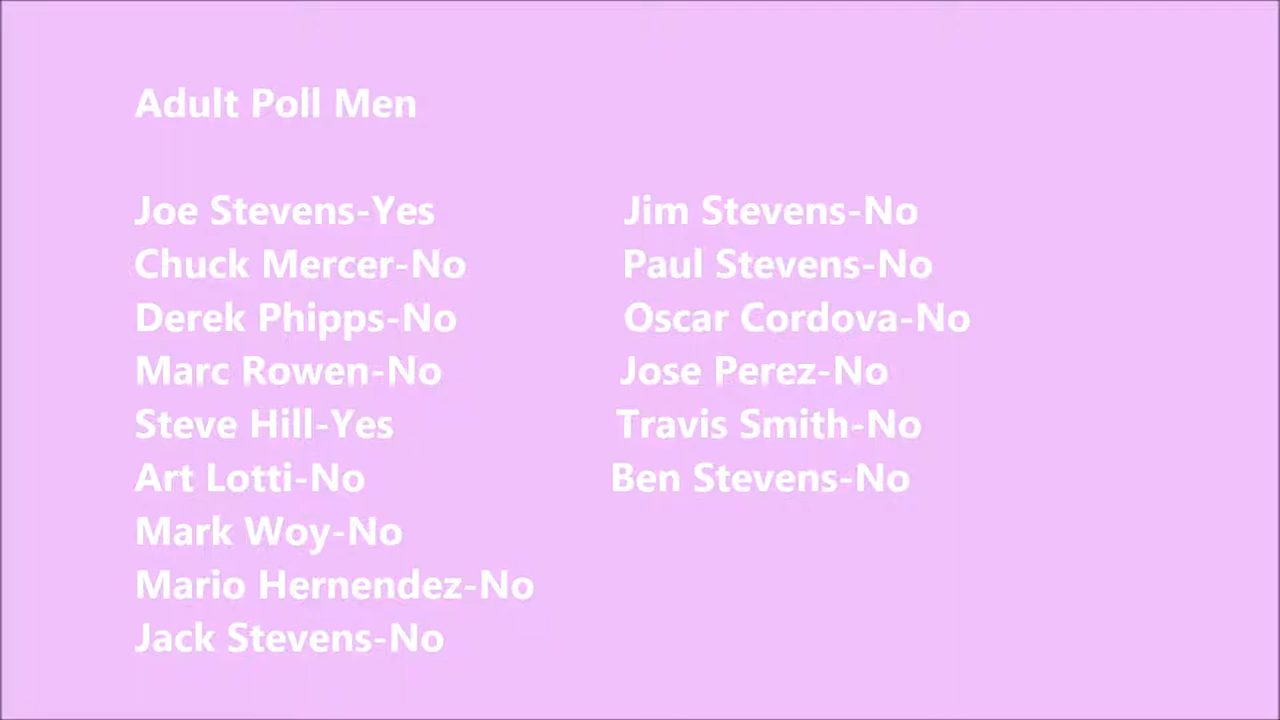 Adult Poll Men
Joe Stevens-Yes
Chuck Mercer-No
Derek Phipps-No
Marc Rowen-No
Steve Hill-Yes
Art Lotti-No
Mark Woy-No
Mario Hernendez-No
Jack Stevens-No
Jim Stevens-No
Paul Stevens-No
Oscar Cordova-No
Jose Perez-No
Travis Smith-No
Ben Stevens-No